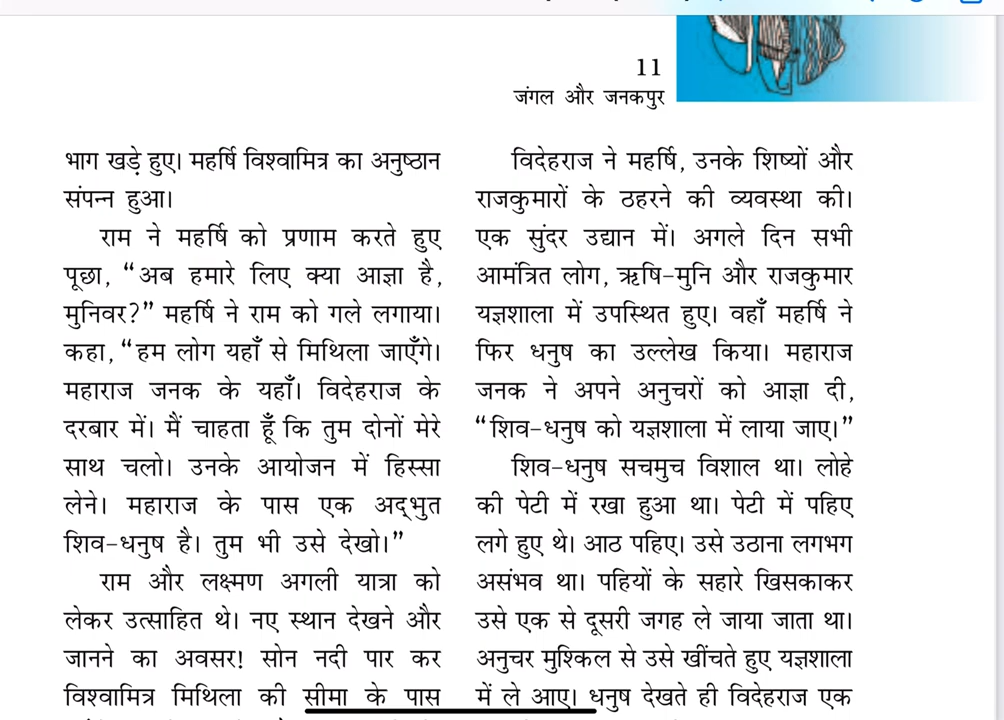 11
जंगल और जनकपुर
भाग खड़े हुए। महर्षि विश्वामित्र का अनुष्ठान
संपन्न हुआ।
राम ने महर्षि को प्रणाम करते हुए
पूछा, “अब हमारे लिए क्या आज्ञा है,
मुनिवर?” महर्षि ने राम को गले लगाया।
कहा, “हम लोग यहाँ से मिथिला जाएँगे।
महाराज जनक के यहाँ। विदेहराज के
दरबार में। मैं चाहता हूँ कि तुम दोनों मेरे
साथ चलो। उनके आयोजन में हिस्सा
लेने। महाराज के पास एक अद्भुत
शिव-धनुष है। तुम भी उसे देखो।”
राम और लक्ष्मण अगली यात्रा को
लेकर उत्साहित थे। नए स्थान देखने और
जानने का अवसर! सोन नदी पार कर
विश्वामित्र मिथिला की सीमा के पास
विदेहराज ने महर्षि, उनके शिष्यों और
राजकुमारों के ठहरने की व्यवस्था की।
एक सुंदर उद्यान में। अगले दिन सभी
आमंत्रित लोग, ऋषि-मुनि और राजकुमार
यज्ञशाला में उपस्थित हुए। वहाँ महर्षि ने
फिर धनुष का उल्लेख किया। महाराज
जनक ने अपने अनुचरों को आज्ञा दी,
“शिव-धनुष को यज्ञशाला में लाया जाए।”
शिव-धनुष सचमुच विशाल था। लोहे
की पेटी में रखा हुआ था। पेटी में पहिए
लगे हुए थे। आठ पहिए। उसे उठाना लगभग
असंभव था। पहियों के सहारे खिसकाकर
उसे एक से दूसरी जगह ले जाया जाता था।
अनुचर मुश्किल से उसे खींचते हुए यज्ञशाला
में ले आए। धनुष देखते ही विदेहराज एक